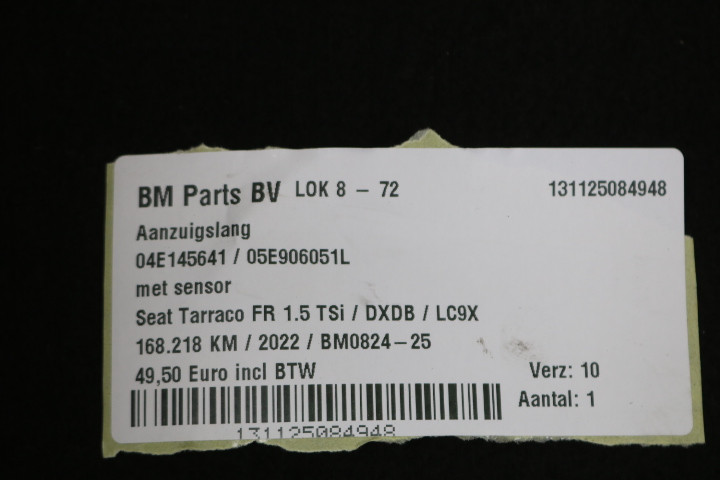 BM Parts BV LOK 8 – 72 131125084948
Aanzuigslang
04E145641 / 05E906051L
met sensor
Seat Tarraco FR 1.5 TSi / DXDB / LC9X
168.218 KM / 2022 / BM0824–25
49,50 Euro incl BTW Verz: 10
Aantal: 1
131125084948